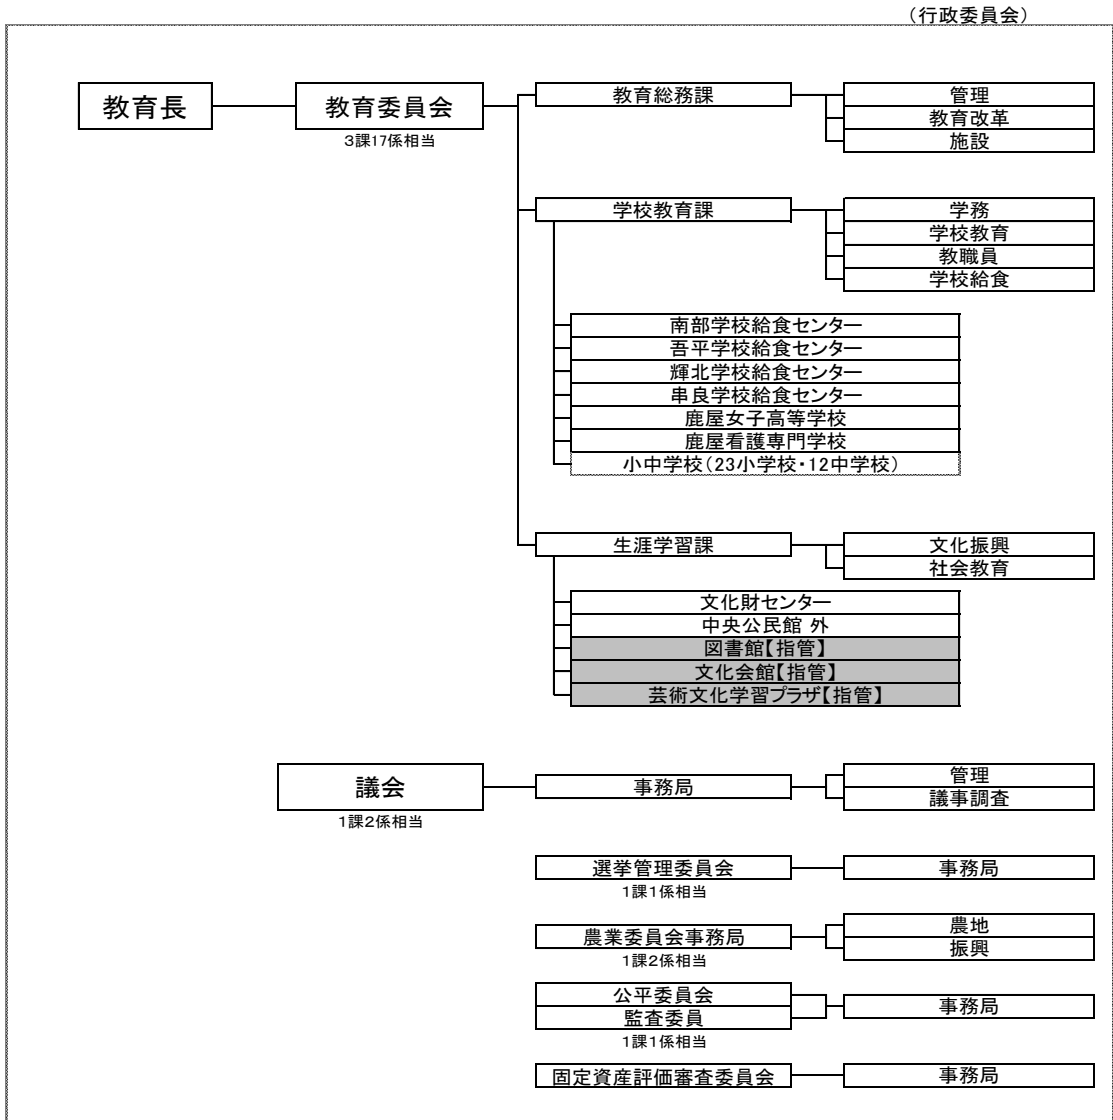 （行政委員会）
教育長
教育委員会
3課17係相当
教育総務課
管理
教育改革
施設
学校教育課
学務
学校教育
教職員
学校給食
南部学校給食センター
吾平学校給食センター
輝北学校給食センター
串良学校給食センター
鹿屋女子高等学校
鹿屋看護専門学校
小中学校（23小学校・12中学校）
生涯学習課
文化振興
社会教育
文化財センター
中央公民館 外
図書館【指管】
文化会館【指管】
芸術文化学習プラザ【指管】
議会
1課2係相当
事務局
管理
議事調査
選挙管理委員会
1課1係相当
事務局
農業委員会事務局
1課2係相当
農地
振興
公平委員会
監査委員
1課1係相当
事務局
固定資産評価審査委員会
事務局